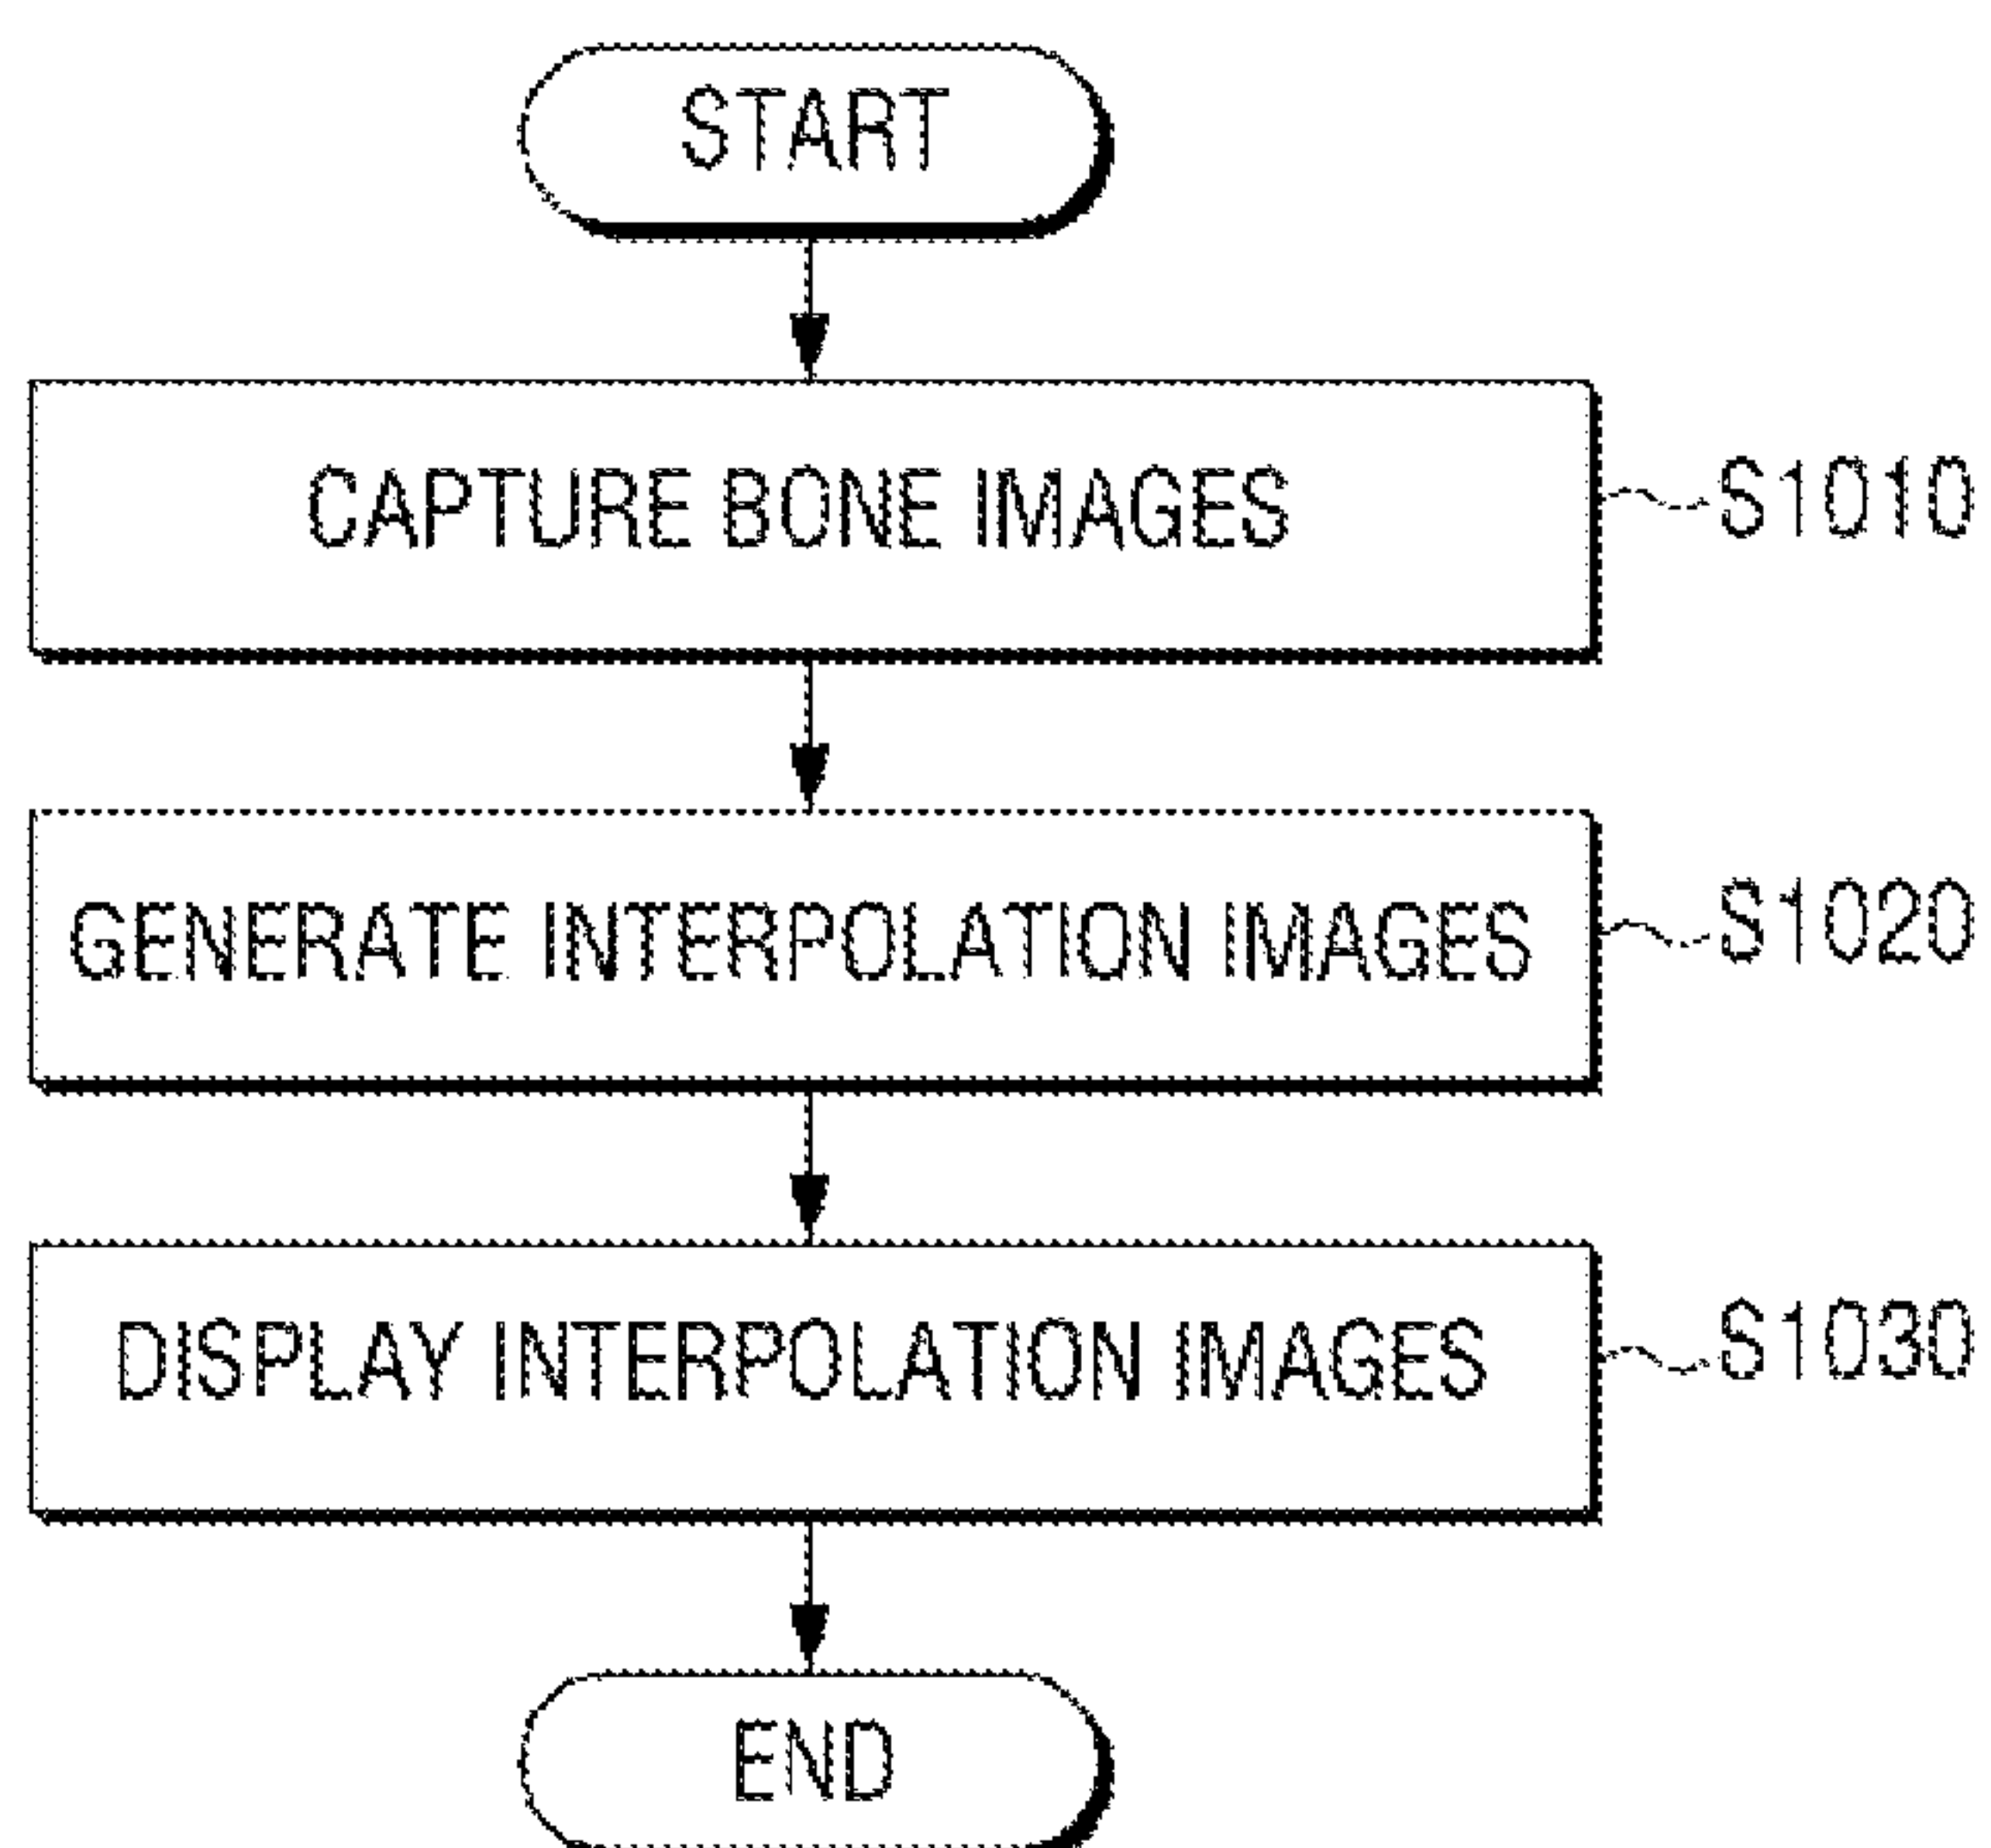 START
CAPTURE BONE IMAGES
S1010
GENERATE INTERPOLATION IMAGES
S1020
DISPLAY INTERPOLATION IMAGES
S1030
END